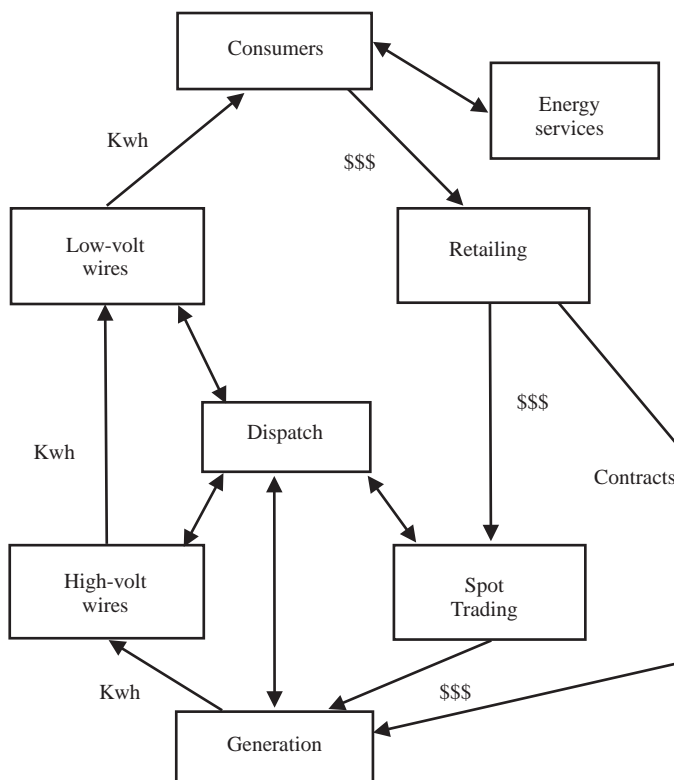 Consumers
Energy
services
Kwh
$$$
Low-volt
wires
Retailing
$$$
Dispatch
Kwh
Contracts
High-volt
wires
Spot
Trading
Kwh
$$$
Generation